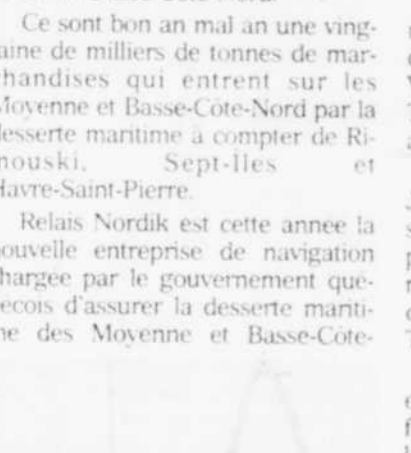 Ce sont bon an mal an une ving-
taine de milliers de tonnes de mar-
chandises qui entrent sur les
Moyenne et Basse-Côte-Nord par la
desserte maritime à compter de Ri-
mouski, Sept-Iles et
Havre-Saint-Pierre.
Relais Nordik est cette annee la
nouvelle entreprise de navigation
chargee par le gouvernement que-
becois d'assurer la desserte mariti-
me des Moyenne et Basse-Côte-